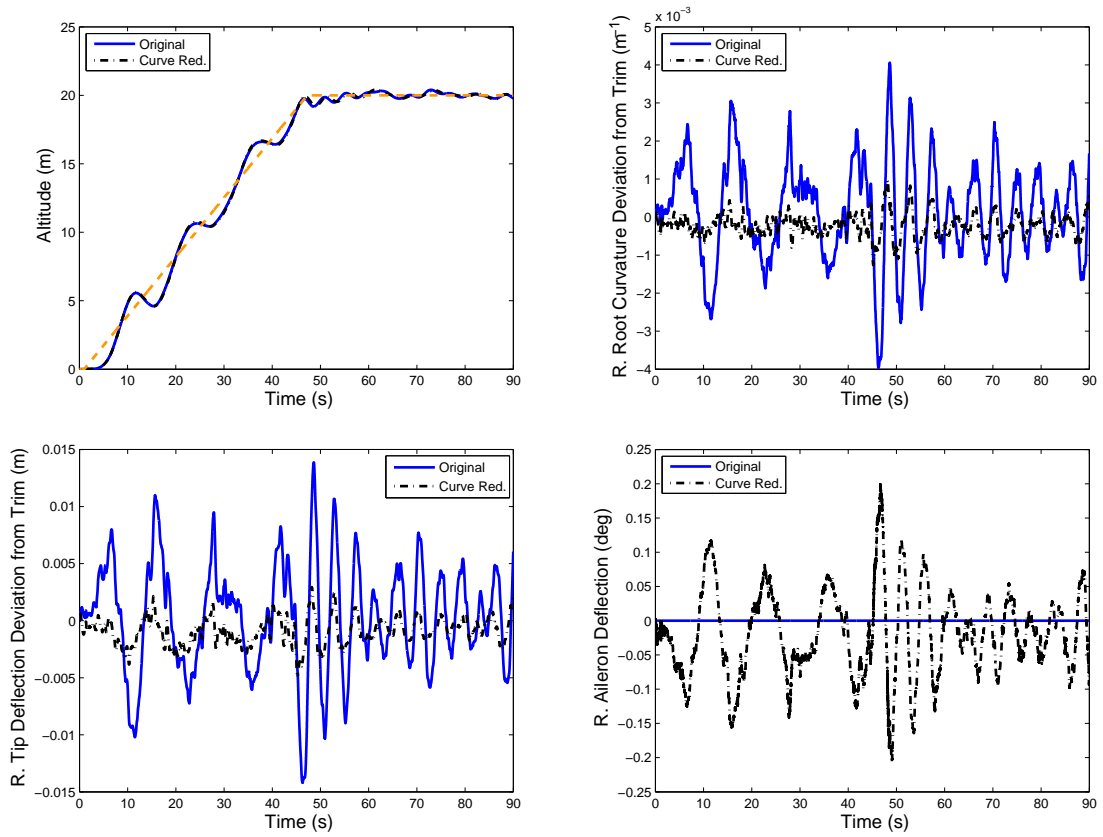 25
20
15
10
5
0
0 10 20 30 40 50 60 70 80 90
Altitude (m)
Time (s)
Original
Curve Red.
x 10⁻³
5
4
3
2
1
0
−1
−2
−3
−4
0 10 20 30 40 50 60 70 80 90
R. Root Curvature Deviation from Trim (m⁻¹)
Time (s)
Original
Curve Red.
0.015
0.01
0.005
0
−0.005
−0.01
−0.015
0 10 20 30 40 50 60 70 80 90
R. Tip Deflection Deviation from Trim (m)
Time (s)
Original
Curve Red.
0.25
0.2
0.15
0.1
0.05
0
−0.05
−0.1
−0.15
−0.2
−0.25
0 10 20 30 40 50 60 70 80 90
R. Aileron Deflection (deg)
Time (s)
Original
Curve Red.